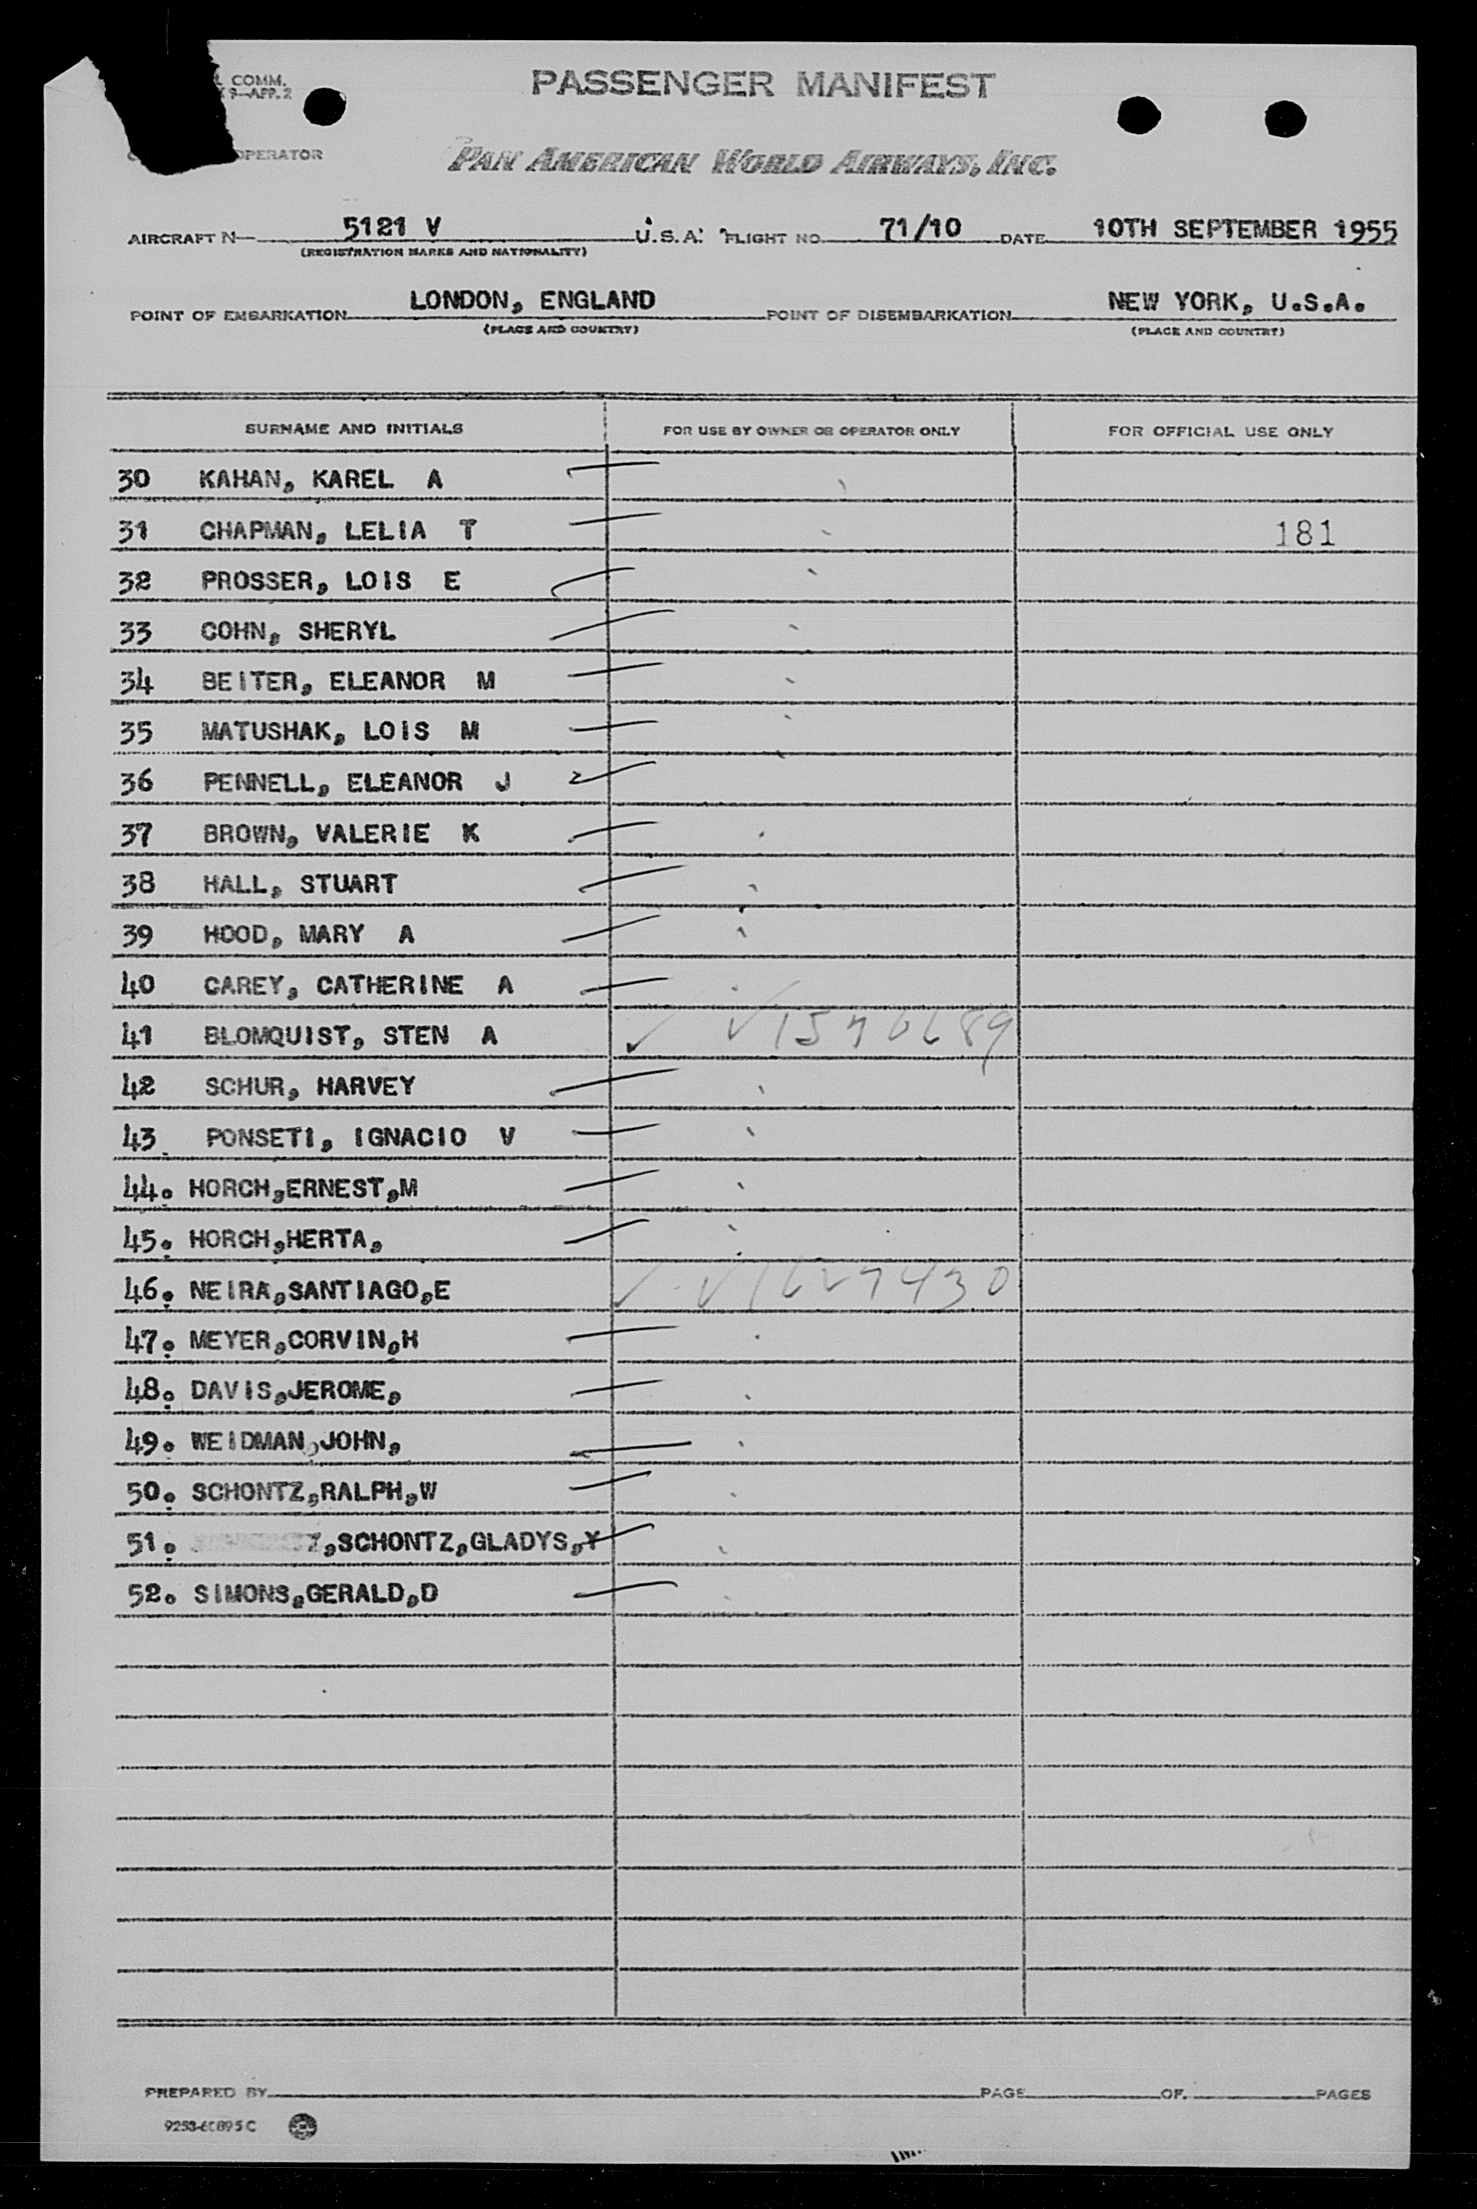 COMM.
9—APP. 2
PASSENGER MANIFEST
OPERATOR
PAN AMERICAN WORLD AIRWAYS, INC.
AIRCRAFT N 5121 V U.S.A. FLIGHT NO. 71/10 DATE 10TH SEPTEMBER 1955
(REGISTRATION MARKS AND NATIONALITY)
POINT OF EMBARKATION LONDON, ENGLAND POINT OF DISEMBARKATION NEW YORK, U.S.A.
(PLACE AND COUNTRY) (PLACE AND COUNTRY)
SURNAME AND INITIALS FOR USE BY OWNER OR OPERATOR ONLY FOR OFFICIAL USE ONLY
30 KAHAN, KAREL A
31 CHAPMAN, LELIA T 181
32 PROSSER, LOIS E
33 COHN, SHERYL
34 BEITER, ELEANOR M
35 MATUSHAK, LOIS M
36 PENNELL, ELEANOR J
37 BROWN, VALERIE K
38 HALL, STUART
39 HOOD, MARY A
40 CAREY, CATHERINE A
41 BLOMQUIST, STEN A
42 SCHUR, HARVEY
43 PONSETI, IGNACIO V
44. HORCH,ERNEST,M
45. HORCH,HERTA,
46. NEIRA,SANTIAGO,E
47. MEYER,CORVIN,H
48. DAVIS,JEROME,
49. WEIDMAN,JOHN,
50. SCHONTZ,RALPH,W
51. SCHONTZ,GLADYS,Y
52. SIMONS,GERALD,D
PREPARED BY PAGE OF PAGES